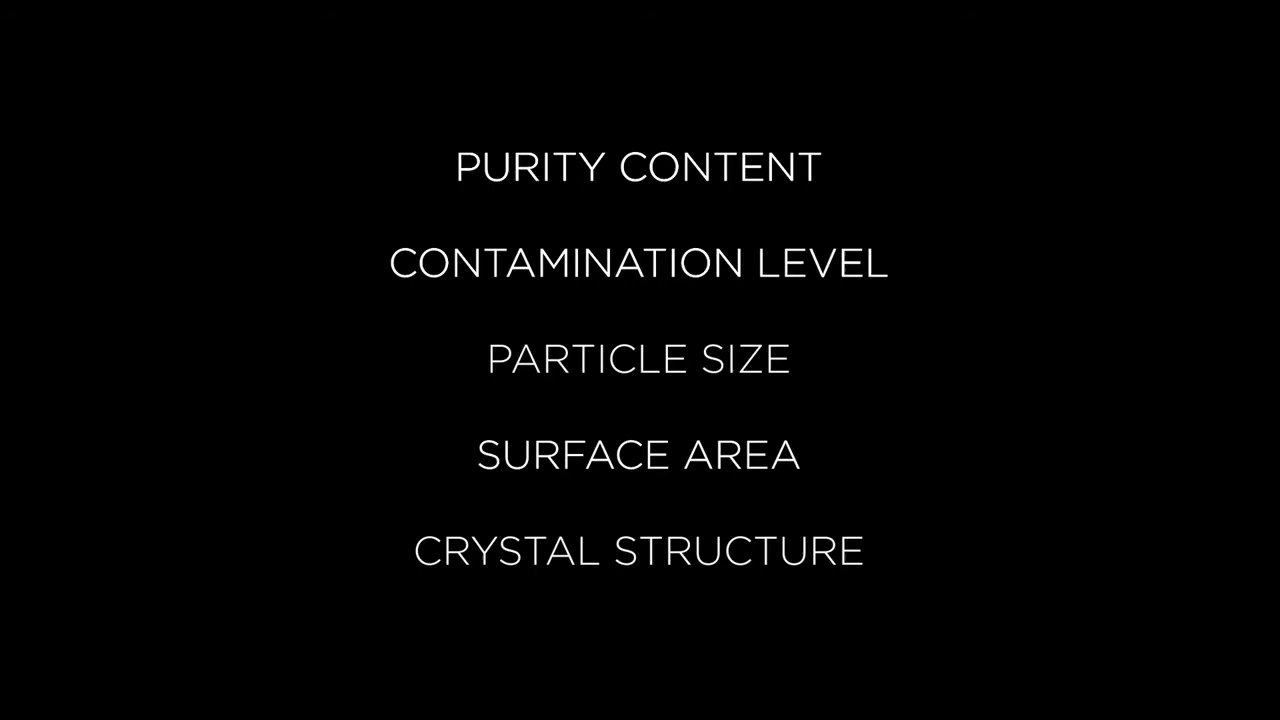 PURITY CONTENT
CONTAMINATION LEVEL
PARTICLE SIZE
SURFACE AREA
CRYSTAL STRUCTURE